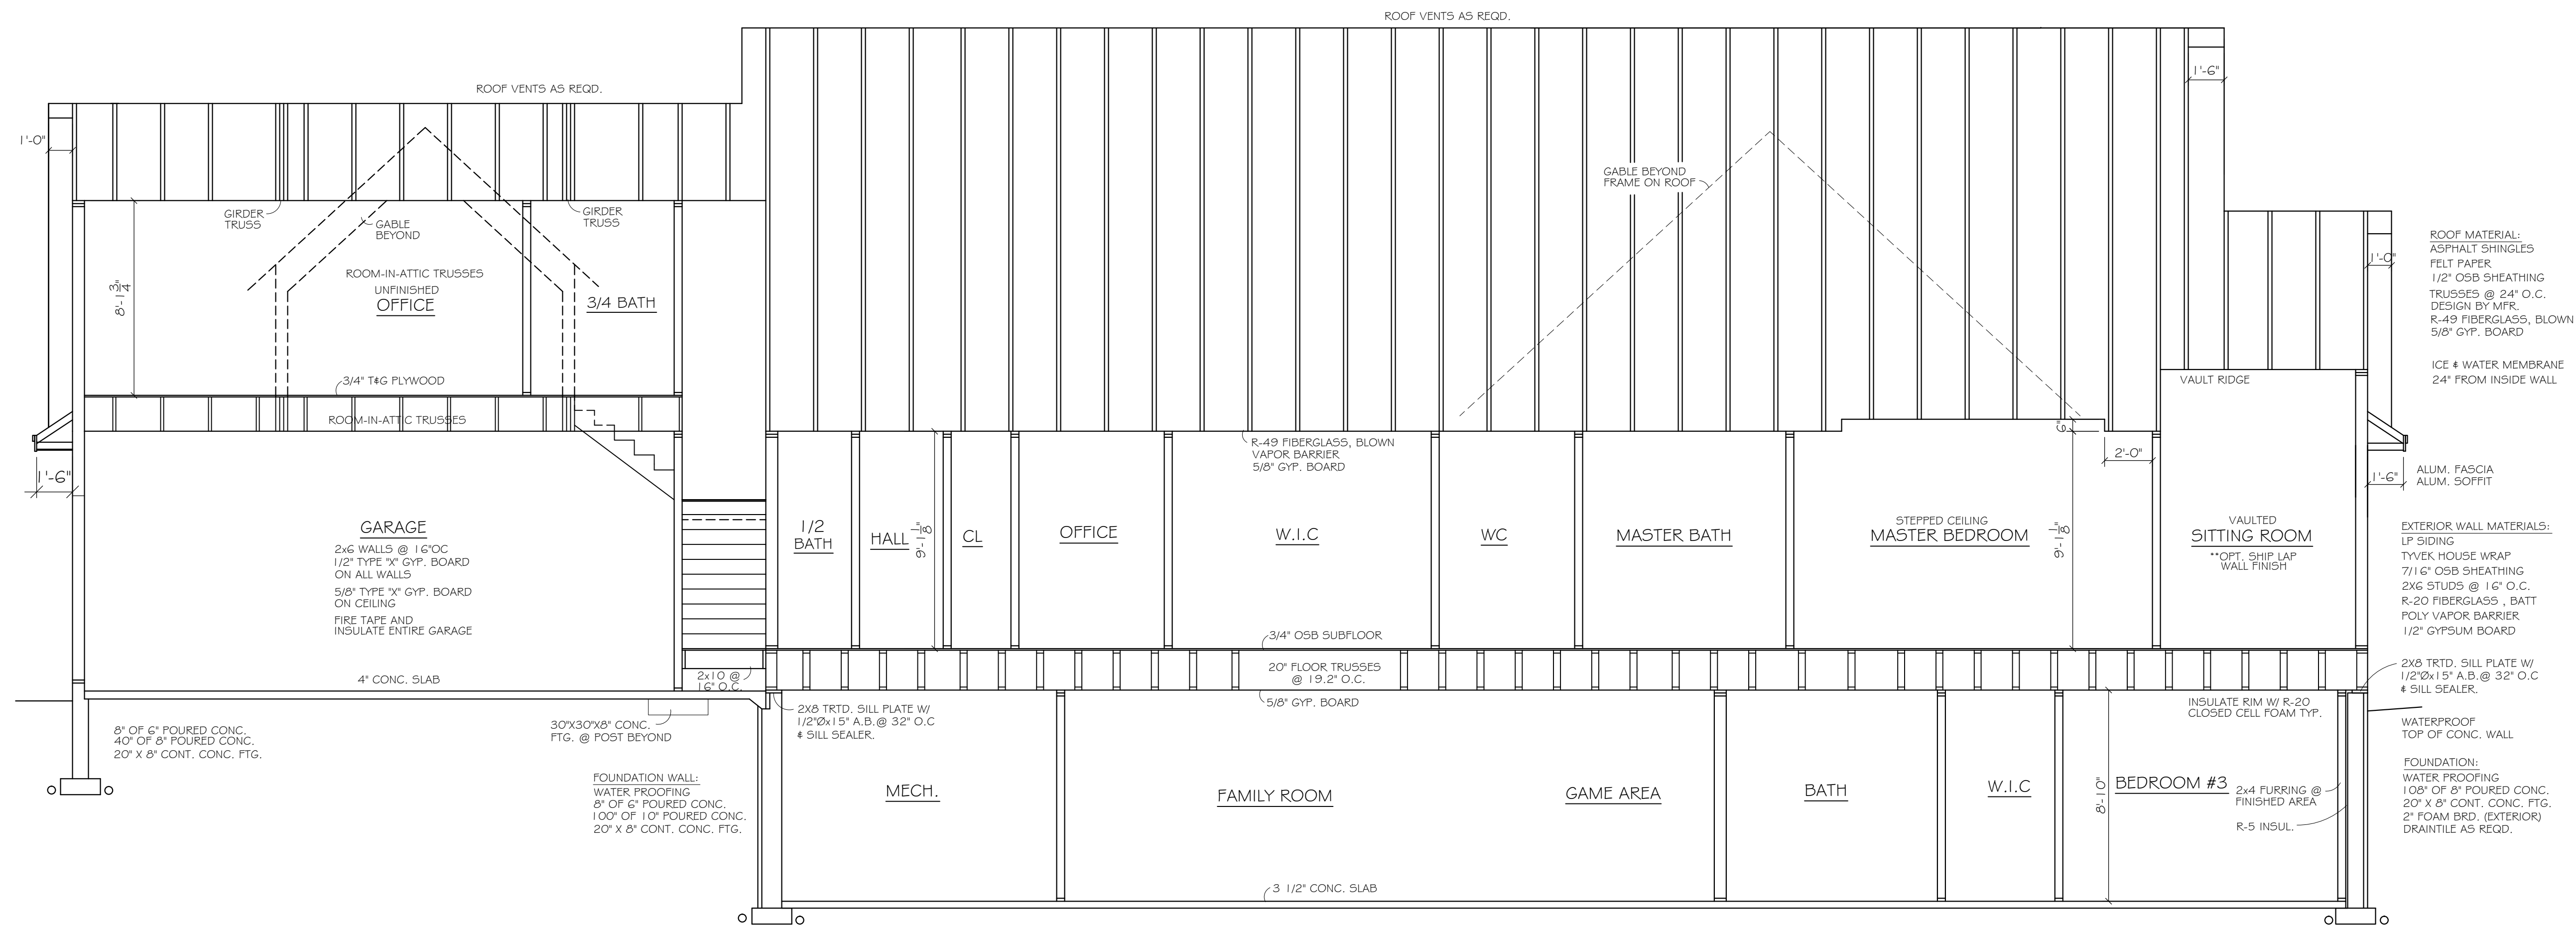 ROOF VENTS AS REQD.
ROOF VENTS AS REQD.
1'-6"
1'-0"
GABLE BEYOND
FRAME ON ROOF
GIRDER
TRUSS
GABLE
BEYOND
GIRDER
TRUSS
ROOM-IN-ATTIC TRUSSES
UNFINISHED
OFFICE
3/4 BATH
8'-1 3/4"
3/4" T&G PLYWOOD
ROOM-IN-ATTIC TRUSSES
1'-0"
ROOF MATERIAL:
ASPHALT SHINGLES
FELT PAPER
1/2" OSB SHEATHING
TRUSSES @ 24" O.C.
DESIGN BY MFR.
R-49 FIBERGLASS, BLOWN
5/8" GYP. BOARD
ICE & WATER MEMBRANE
24" FROM INSIDE WALL
VAULT RIDGE
R-49 FIBERGLASS, BLOWN
VAPOR BARRIER
5/8" GYP. BOARD
6"
2'-0"
1'-6"
1'-6"
ALUM. FASCIA
ALUM. SOFFIT
GARAGE
2x6 WALLS @ 16"OC
1/2" TYPE "X" GYP. BOARD
ON ALL WALLS
5/8" TYPE "X" GYP. BOARD
ON CEILING
FIRE TAPE AND
INSULATE ENTIRE GARAGE
1/2
BATH
HALL
9'-1 1/8"
CL
OFFICE
W.I.C
WC
MASTER BATH
STEPPED CEILING
MASTER BEDROOM
9'-1 1/8"
VAULTED
SITTING ROOM
**OPT. SHIP LAP
WALL FINISH
EXTERIOR WALL MATERIALS:
LP SIDING
TYVEK HOUSE WRAP
7/16" OSB SHEATHING
2X6 STUDS @ 16" O.C.
R-20 FIBERGLASS , BATT
POLY VAPOR BARRIER
1/2" GYPSUM BOARD
3/4" OSB SUBFLOOR
20" FLOOR TRUSSES
@ 19.2" O.C.
5/8" GYP. BOARD
4" CONC. SLAB
2x10 @
16" O.C.
2X8 TRTD. SILL PLATE W/
1/2"Øx15" A.B.@ 32" O.C
& SILL SEALER.
30"X30"X8" CONC.
FTG. @ POST BEYOND
2X8 TRTD. SILL PLATE W/
1/2"Øx15" A.B.@ 32" O.C
& SILL SEALER.
INSULATE RIM W/ R-20
CLOSED CELL FOAM TYP.
WATERPROOF
TOP OF CONC. WALL
8" OF 6" POURED CONC.
40" OF 8" POURED CONC.
20" X 8" CONT. CONC. FTG.
FOUNDATION WALL:
WATER PROOFING
8" OF 6" POURED CONC.
100" OF 10" POURED CONC.
20" X 8" CONT. CONC. FTG.
MECH.
FAMILY ROOM
GAME AREA
BATH
W.I.C
8'-10"
BEDROOM #3
2x4 FURRING @
FINISHED AREA
R-5 INSUL.
FOUNDATION:
WATER PROOFING
108" OF 8" POURED CONC.
20" X 8" CONT. CONC. FTG.
2" FOAM BRD. (EXTERIOR)
DRAINTILE AS REQD.
3 1/2" CONC. SLAB